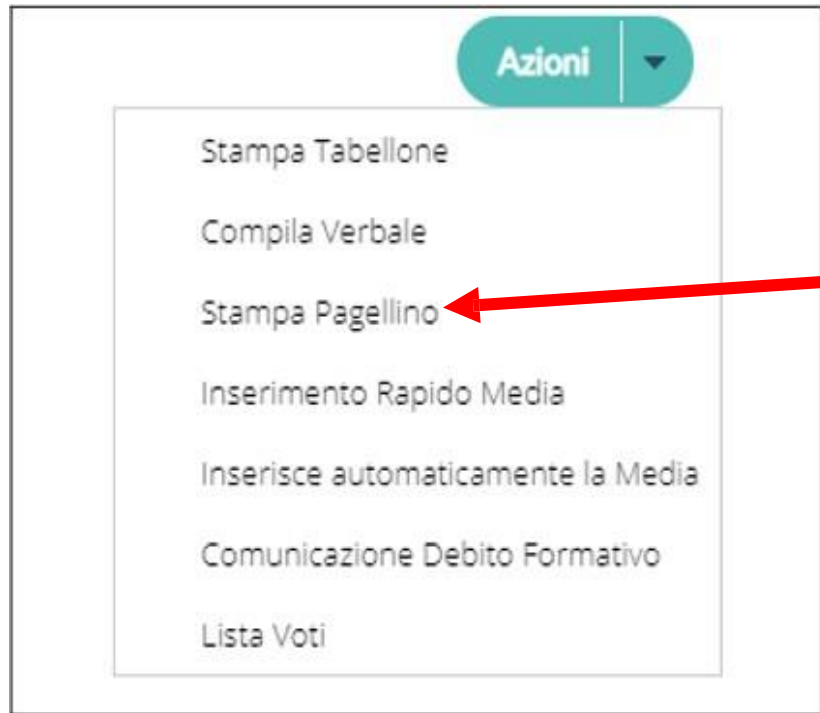 Azioni
Stampa Tabellone
Compila Verbale
Stampa Pagellino
Inserimento Rapido Media
Inserisce automaticamente la Media
Comunicazione Debito Formativo
Lista Voti